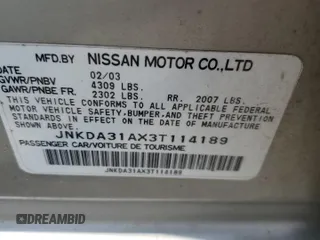 MFD.BY NISSAN MOTOR CO.,LTD
DATE 02/03
GVWR/PNBV 4309 LBS.
GAWR/PNBE FR. 2302 LBS. RR. 2007 LBS.
THIS VEHICLE CONFORMS TO ALL APPLICABLE FEDERAL
SAFETY STANDARDS IN EFFECT ON THE DATE OF
MANUFACTURE SHOWN ABOVE.
BUMPER, AND THEFT PREVENTION
JNKDA31AX3T114189
PASSENGER CAR/VOITURE DE TOURISME
JNKDA31AX3T114189
DREAMBID